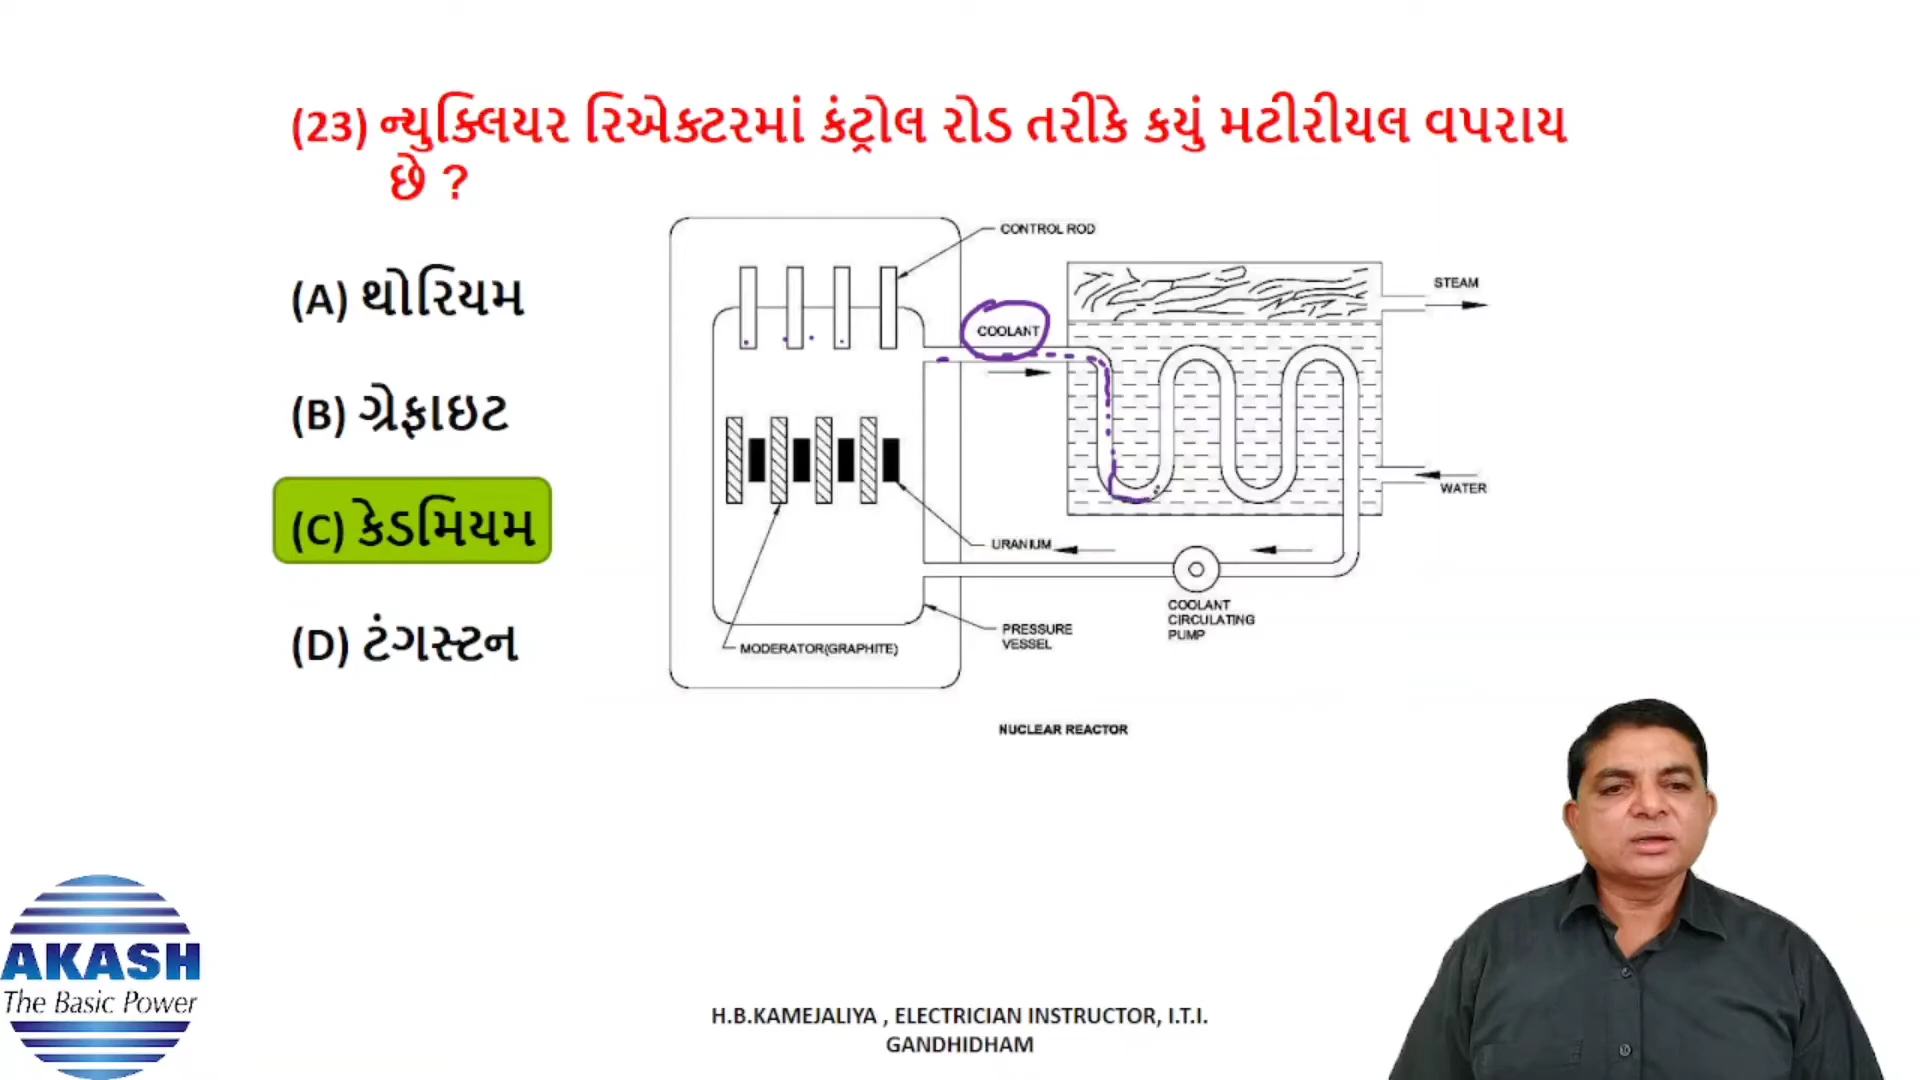 (23) ન્યુક્લિયર રિએક્ટરમાં કંટ્રોલ રોડ તરીકે કયું મટીરીયલ વપરાય
છે ?
(A) થોરિયમ
(B) ગ્રેફાઇટ
(C) કેડમિયમ
(D) ટંગસ્ટન
CONTROL ROD
COOLANT
STEAM
WATER
URANIUM
COOLANT
CIRCULATING
PUMP
PRESSURE
VESSEL
MODERATOR(GRAPHITE)
NUCLEAR REACTOR
AKASH
The Basic Power
H.B.KAMEJALIYA , ELECTRICIAN INSTRUCTOR, I.T.I.
GANDHIDHAM